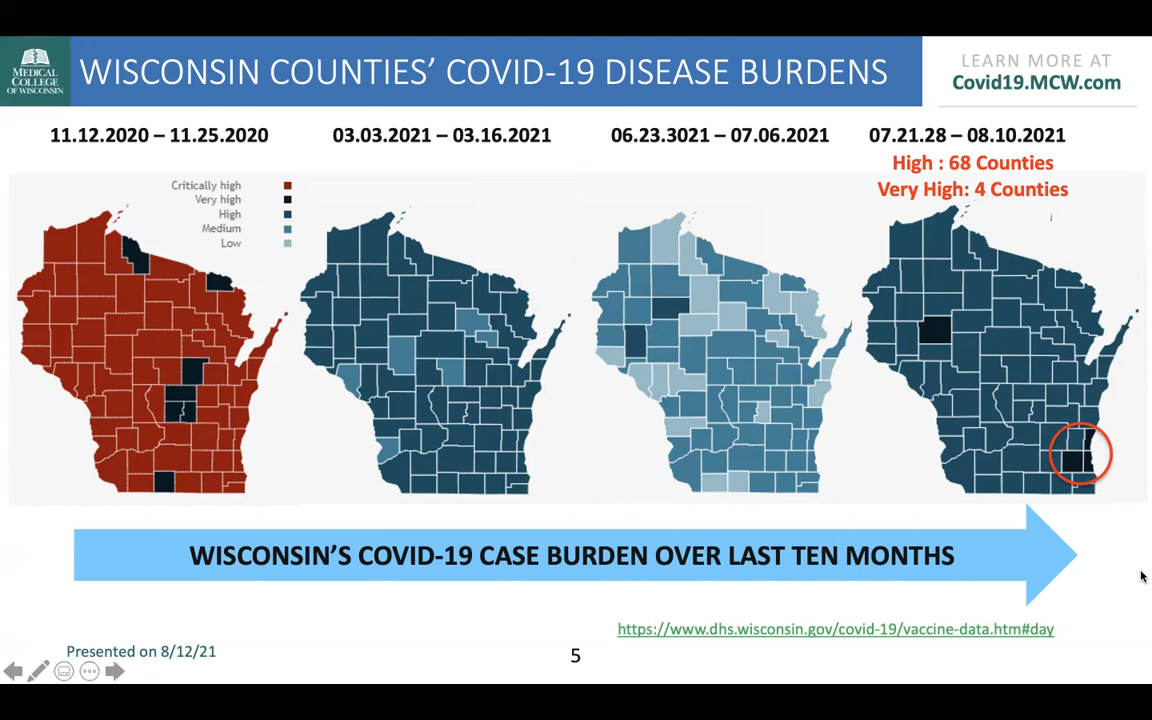 MEDICAL
COLLEGE
OF WISCONSIN
WISCONSIN COUNTIES’ COVID-19 DISEASE BURDENS
LEARN MORE AT
Covid19.MCW.com
11.12.2020 – 11.25.2020
03.03.2021 – 03.16.2021
06.23.3021 – 07.06.2021
07.21.28 – 08.10.2021
High : 68 Counties
Very High: 4 Counties
Critically high
Very high
High
Medium
Low
WISCONSIN’S COVID-19 CASE BURDEN OVER LAST TEN MONTHS
https://www.dhs.wisconsin.gov/covid-19/vaccine-data.htm#day
Presented on 8/12/21
5